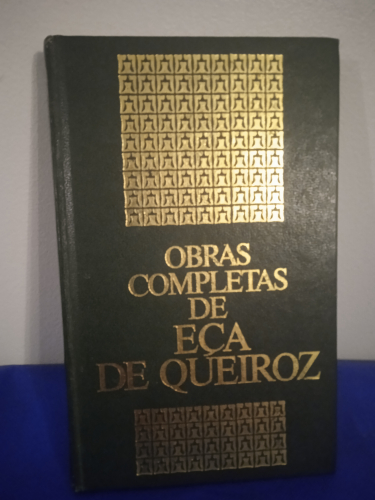 OBRAS
COMPLETAS
DE
EÇA
DE QUEIROZ